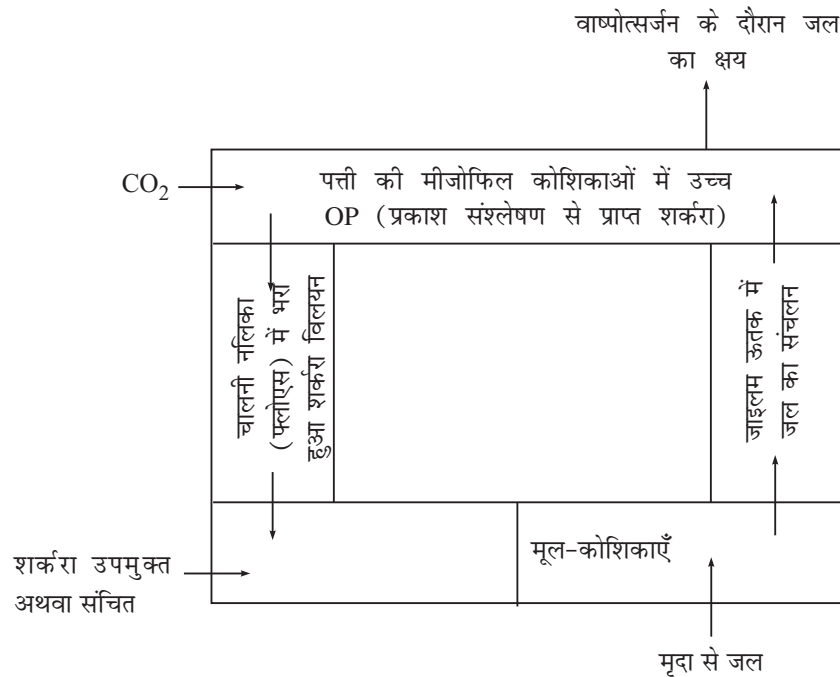 वाष्पोत्सर्जन के दौरान जल
का क्षय
CO₂
पत्ती की मीजोफिल कोशिकाओं में उच्च
OP (प्रकाश संश्लेषण से प्राप्त शर्करा)
चालनी नलिका
(फ्लोएस) में भरा
हुआ शर्करा विलयन
जाइलम ऊतक में
जल का संचलन
मूल-कोशिकाएँ
शर्करा उपमुक्त
अथवा संचित
मृदा से जल